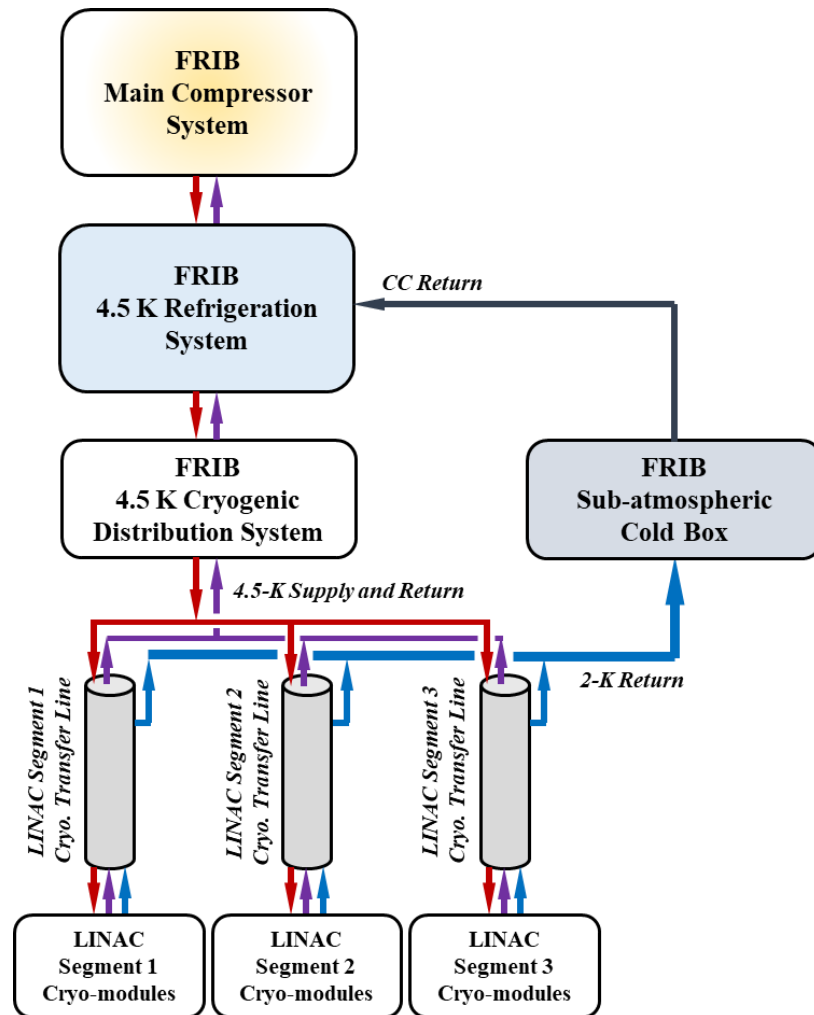 FRIB
Main Compressor
System
FRIB
4.5 K Refrigeration
System
CC Return
FRIB
4.5 K Cryogenic
Distribution System
FRIB
Sub-atmospheric
Cold Box
4.5-K Supply and Return
2-K Return
LINAC Segment 1
Cryo. Transfer Line
LINAC Segment 2
Cryo. Transfer Line
LINAC Segment 3
Cryo. Transfer Line
LINAC
Segment 1
Cryo-modules
LINAC
Segment 2
Cryo-modules
LINAC
Segment 3
Cryo-modules